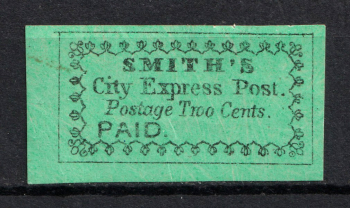 SMITH'S
City Express Post.
Postage Two Cents.
PAID.